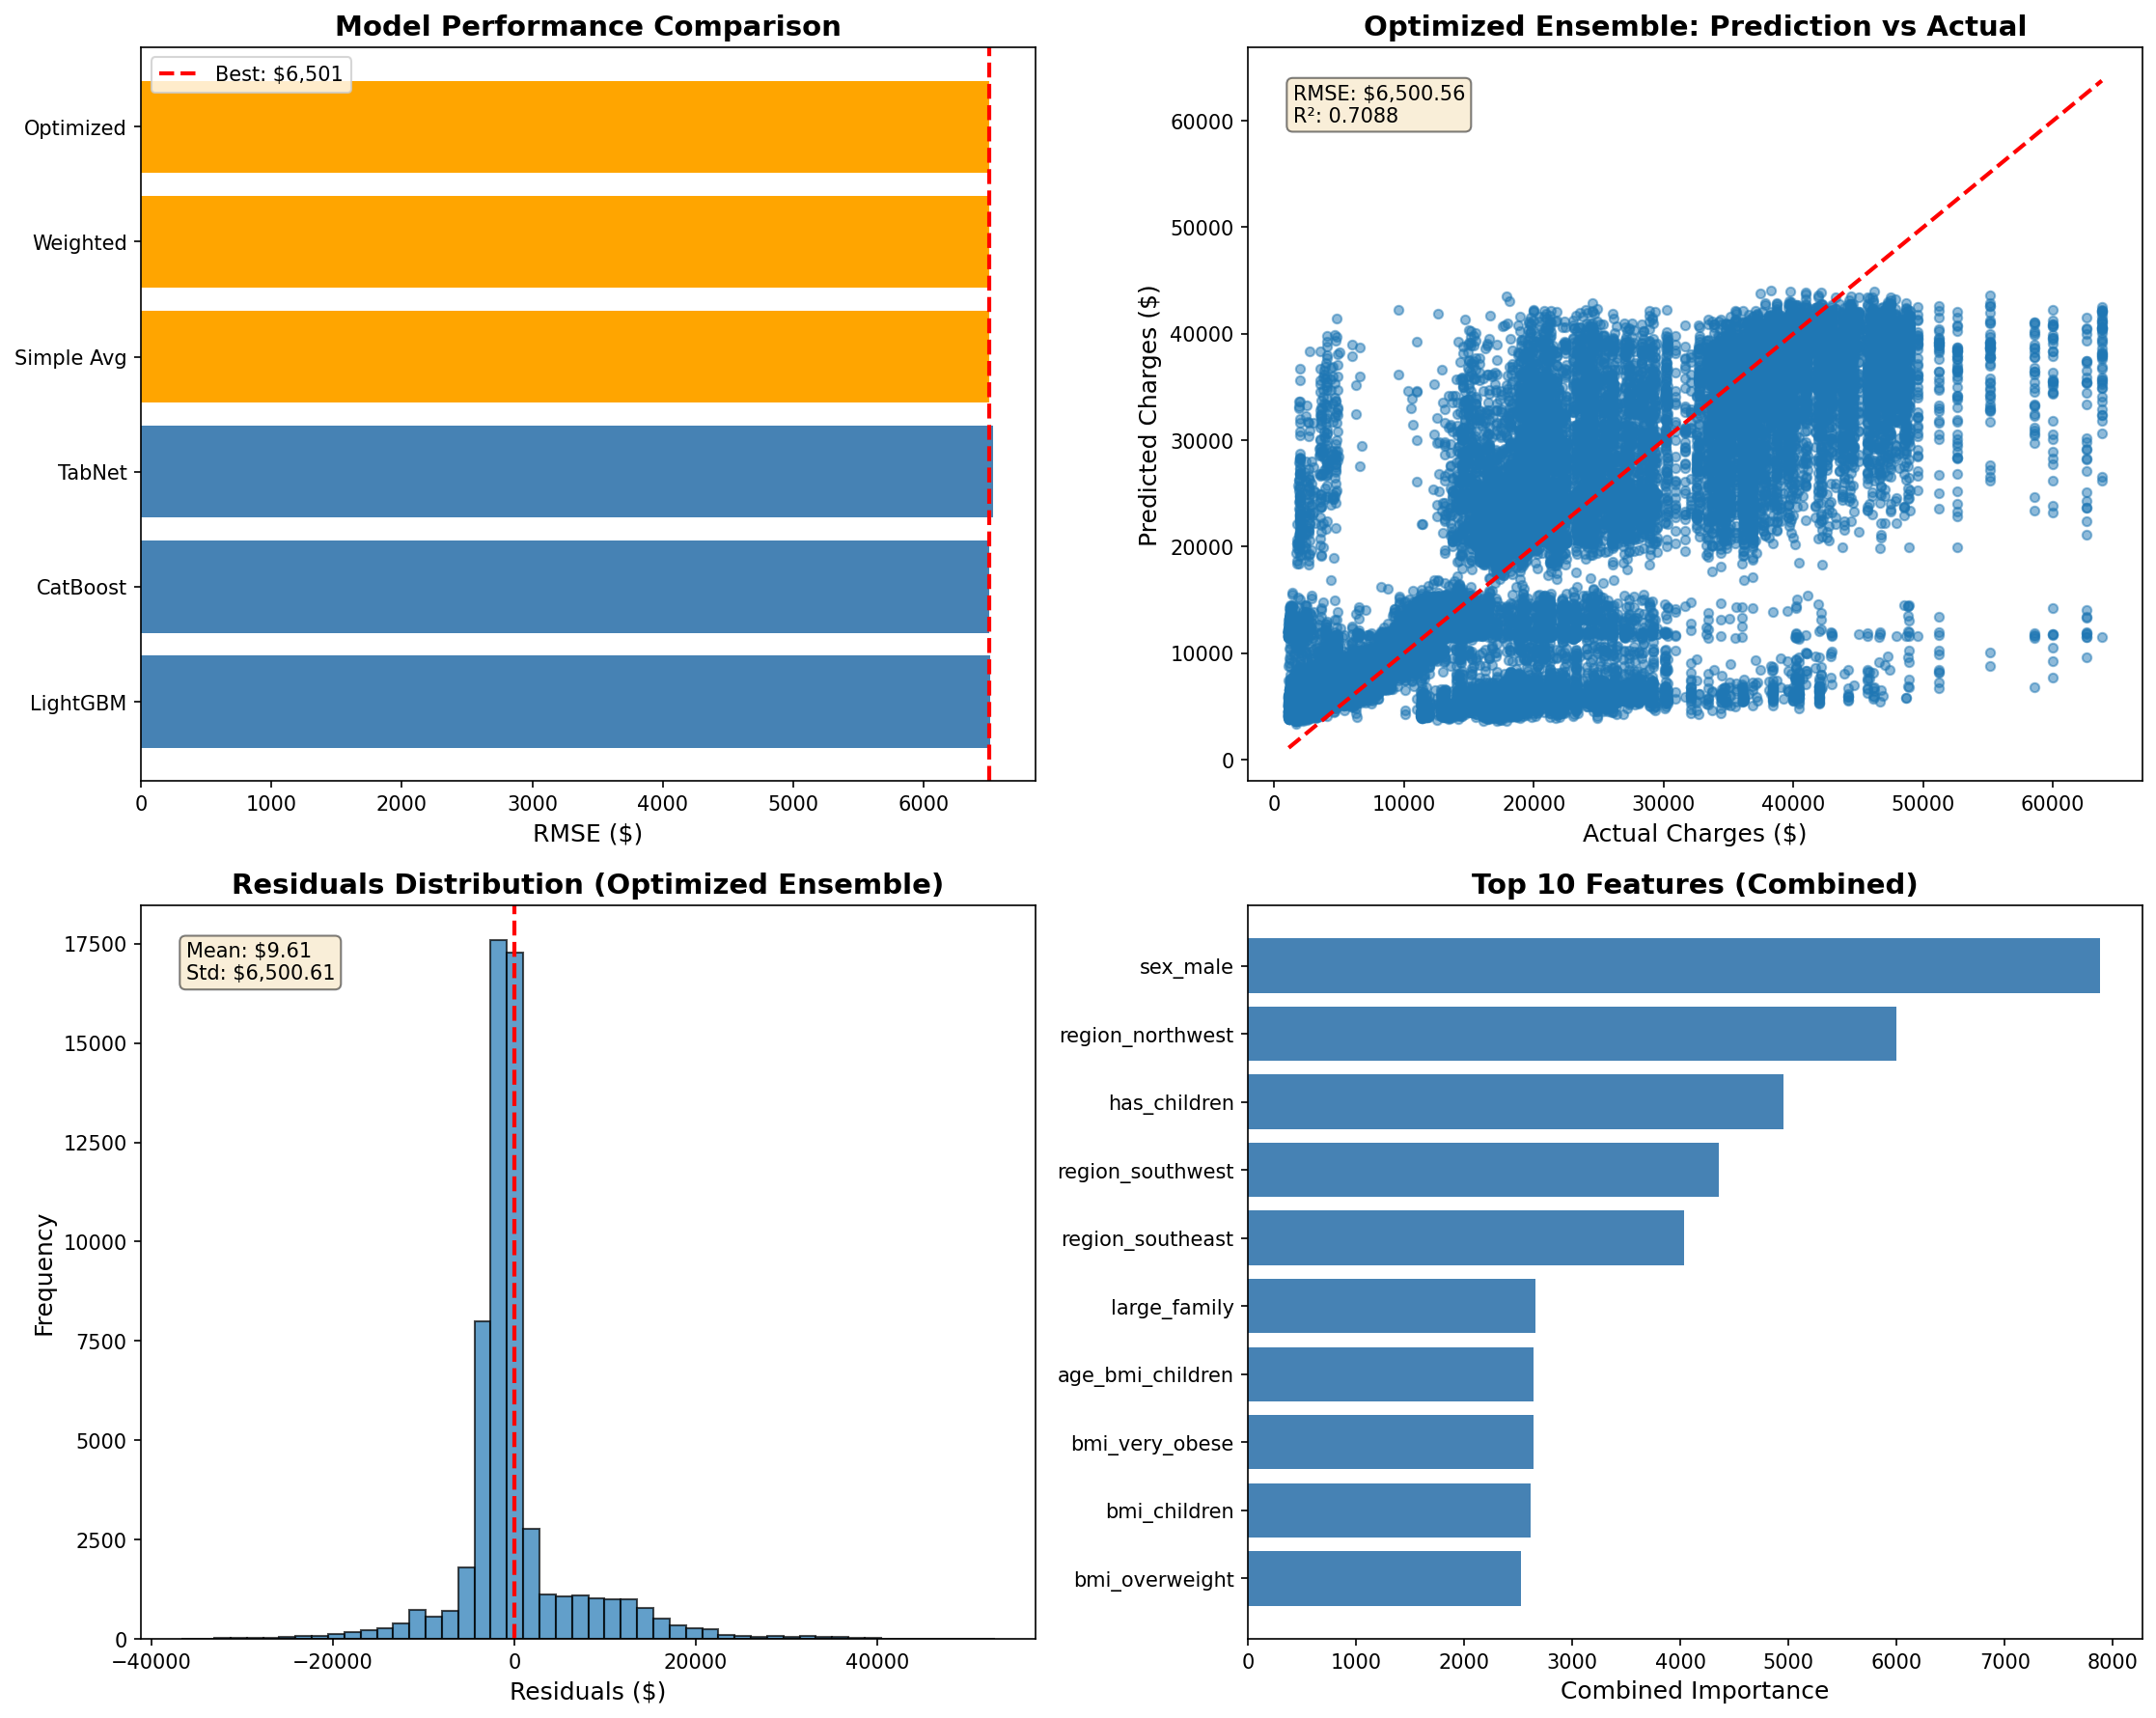 Model Performance Comparison
Best: $6,501
Optimized
Weighted
Simple Avg
TabNet
CatBoost
LightGBM
0 1000 2000 3000 4000 5000 6000
RMSE ($)
Optimized Ensemble: Prediction vs Actual
RMSE: $6,500.56
R²: 0.7088
Predicted Charges ($)
60000
50000
40000
30000
20000
10000
0
0 10000 20000 30000 40000 50000 60000
Actual Charges ($)
Residuals Distribution (Optimized Ensemble)
Mean: $9.61
Std: $6,500.61
Frequency
17500
15000
12500
10000
7500
5000
2500
0
−40000 −20000 0 20000 40000
Residuals ($)
Top 10 Features (Combined)
sex_male
region_northwest
has_children
region_southwest
region_southeast
large_family
age_bmi_children
bmi_very_obese
bmi_children
bmi_overweight
0 1000 2000 3000 4000 5000 6000 7000 8000
Combined Importance